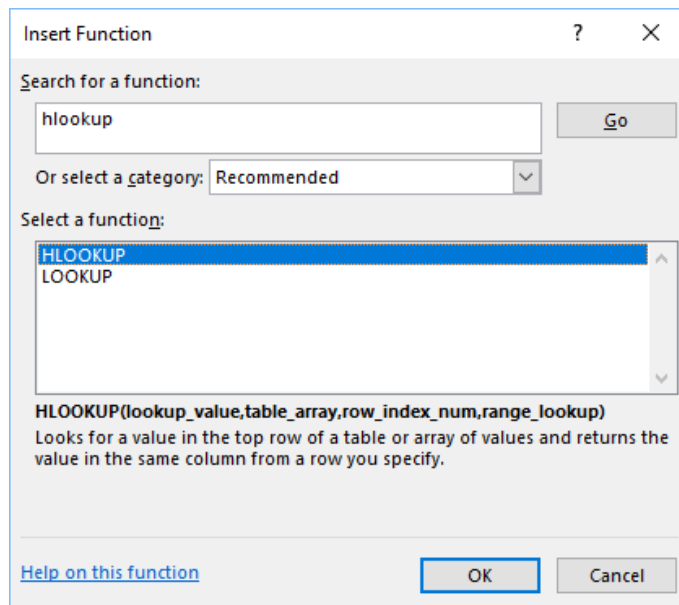 Insert Function ? ×
Search for a function:
hlookup
Go
Or select a category: Recommended
Select a function:
HLOOKUP
LOOKUP
HLOOKUP(lookup_value,table_array,row_index_num,range_lookup)
Looks for a value in the top row of a table or array of values and returns the
value in the same column from a row you specify.
Help on this function
OK
Cancel